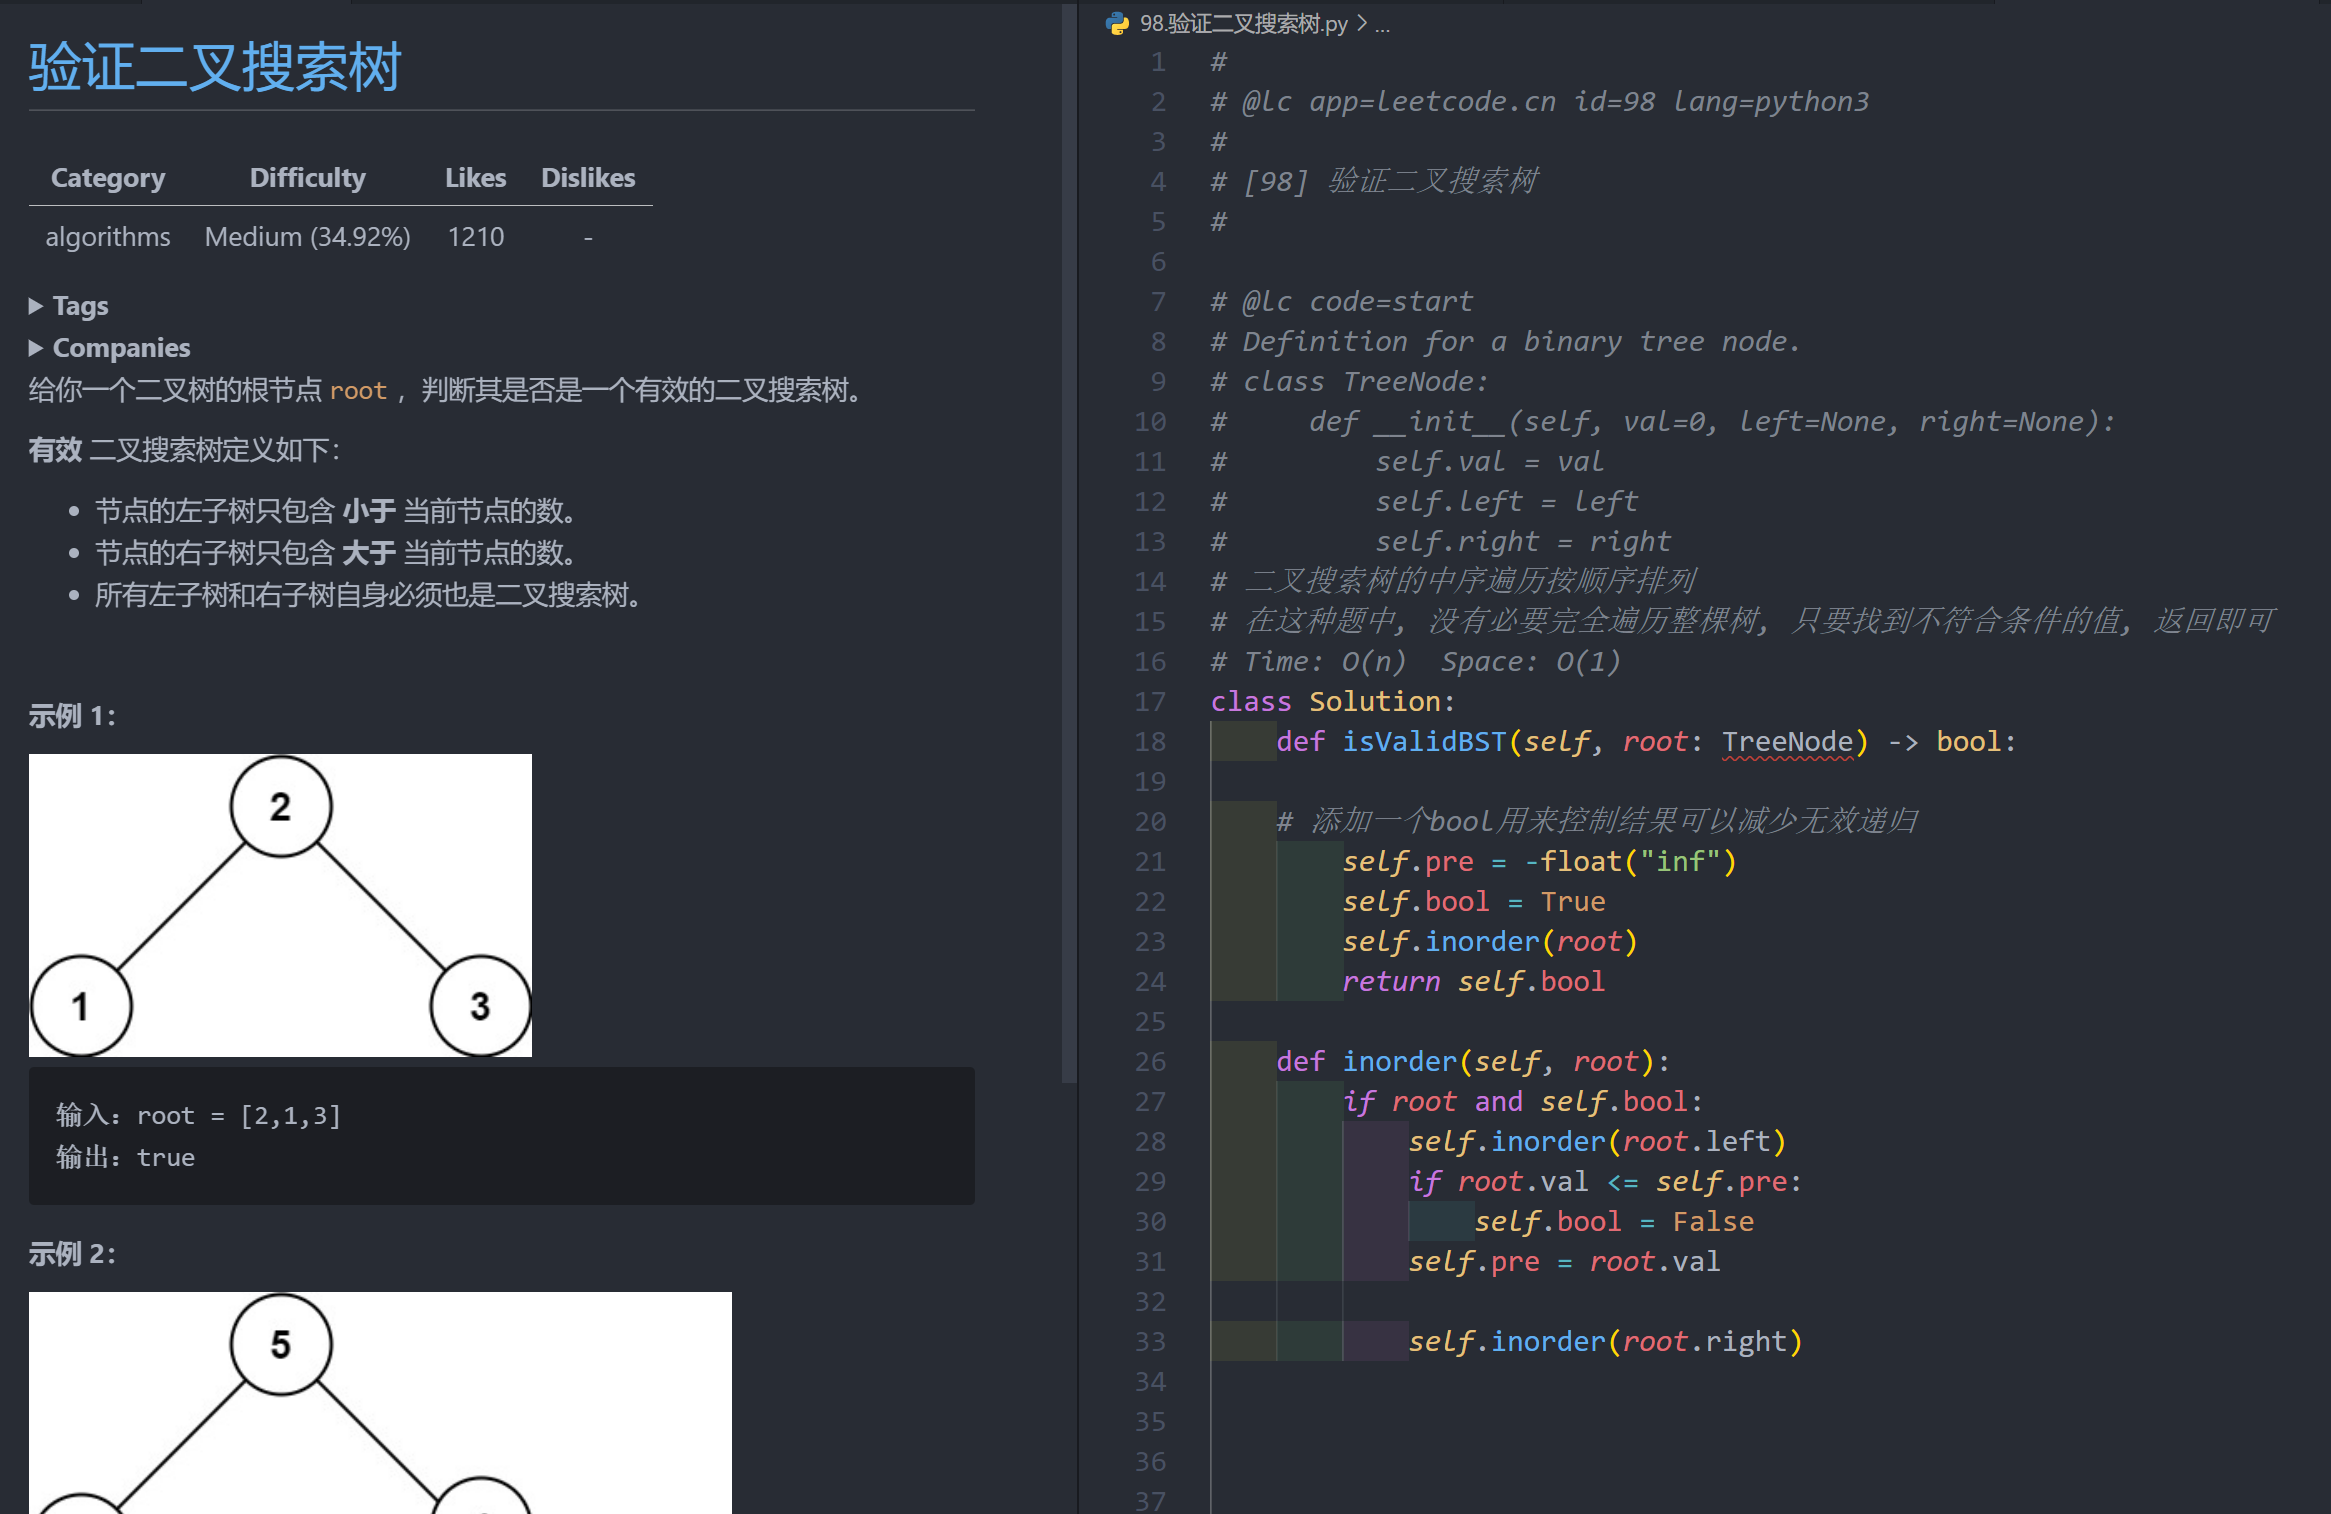 验证二叉搜索树
Category Difficulty Likes Dislikes
algorithms Medium (34.92%) 1210 -
Tags
Companies
给你一个二叉树的根节点 root ，判断其是否是一个有效的二叉搜索树。
有效 二叉搜索树定义如下：
节点的左子树只包含 小于 当前节点的数。
节点的右子树只包含 大于 当前节点的数。
所有左子树和右子树自身必须也是二叉搜索树。
示例 1：
2
1 3
输入：root = [2,1,3]
输出：true
示例 2：
5
98.验证二叉搜索树.py > ...
1 #
2 # @lc app=leetcode.cn id=98 lang=python3
3 #
4 # [98] 验证二叉搜索树
5 #
6
7 # @lc code=start
8 # Definition for a binary tree node.
9 # class TreeNode:
10 #     def __init__(self, val=0, left=None, right=None):
11 #         self.val = val
12 #         self.left = left
13 #         self.right = right
14 # 二叉搜索树的中序遍历按顺序排列
15 # 在这种题中, 没有必要完全遍历整棵树, 只要找到不符合条件的值, 返回即可
16 # Time: O(n)  Space: O(1)
17 class Solution:
18     def isValidBST(self, root: TreeNode) -> bool:
19
20     # 添加一个bool用来控制结果可以减少无效递归
21         self.pre = -float("inf")
22         self.bool = True
23         self.inorder(root)
24         return self.bool
25
26     def inorder(self, root):
27         if root and self.bool:
28             self.inorder(root.left)
29             if root.val <= self.pre:
30                 self.bool = False
31             self.pre = root.val
32
33             self.inorder(root.right)
34
35
36
37